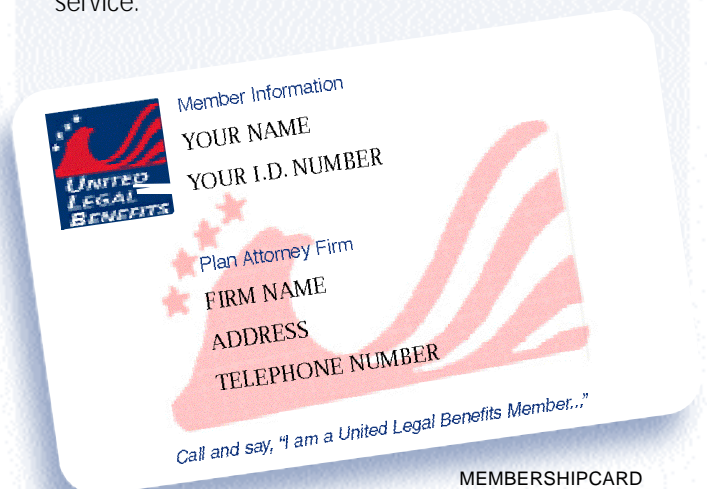 service.
Member Information
YOUR NAME
YOUR I.D. NUMBER
UNITED
LEGAL
BENEFITS
Plan Attorney Firm
FIRM NAME
ADDRESS
TELEPHONE NUMBER
Call and say, "I am a United Legal Benefits Member..."
MEMBERSHIPCARD